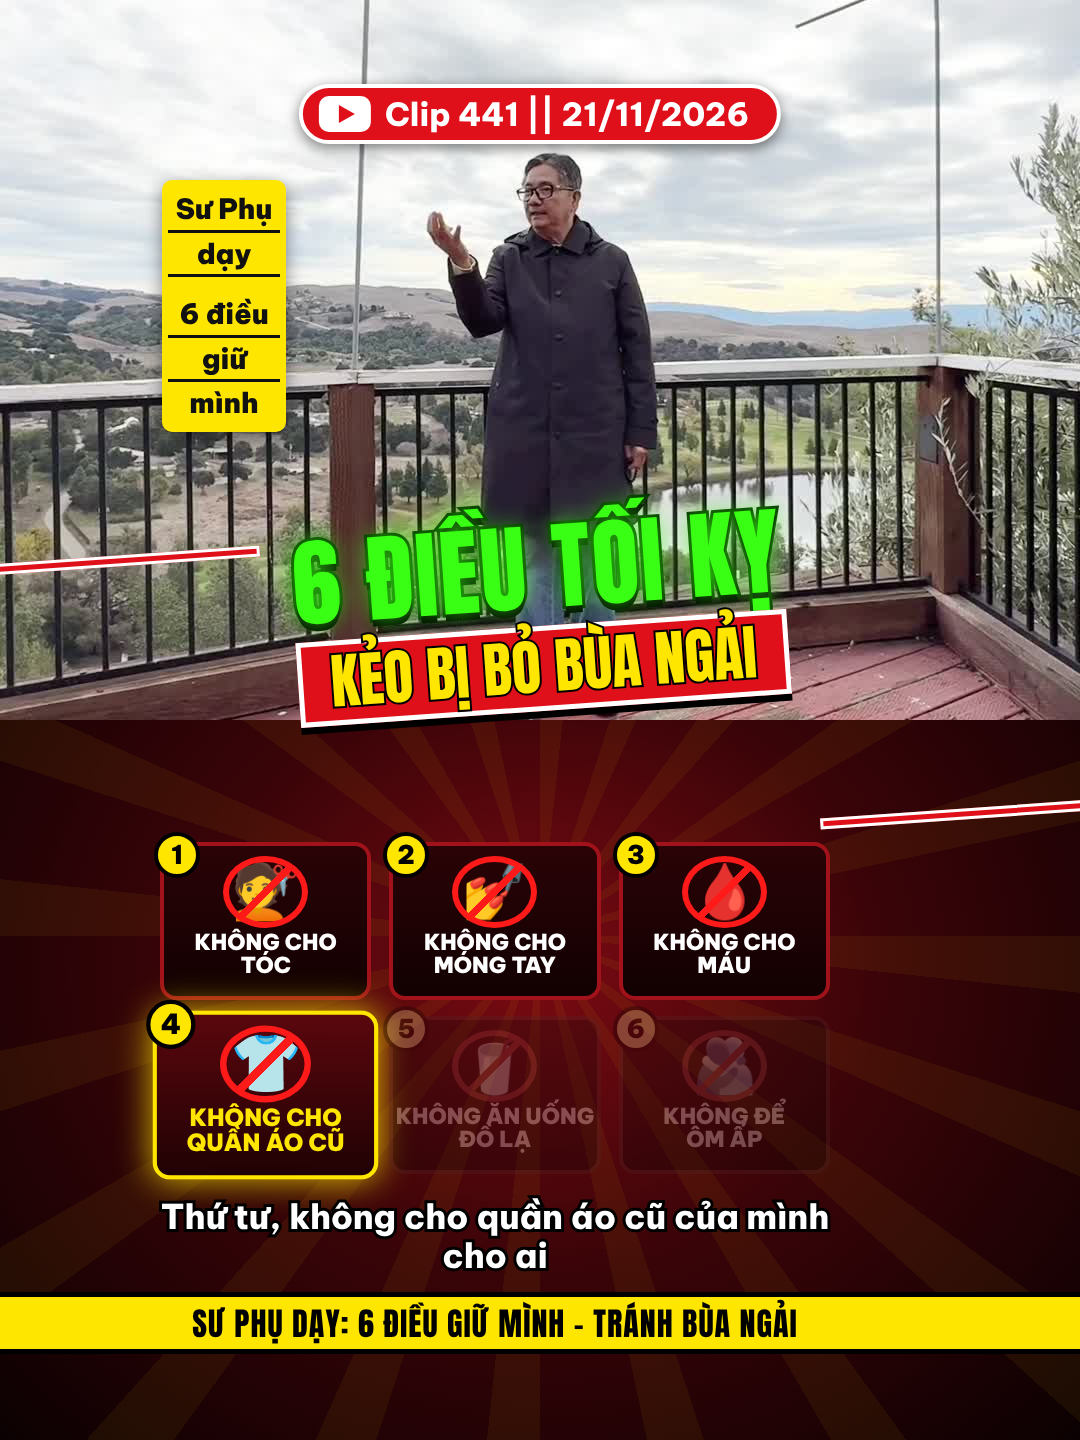 Clip 441 || 21/11/2026
Sư Phụ
dạy
6 điều
giữ
mình
6 ĐIỀU TỐI KỴ
KẺO BỊ BỎ BÙA NGẢI
1
KHÔNG CHO
TÓC
2
KHÔNG CHO
MÓNG TAY
3
KHÔNG CHO
MÁU
4
KHÔNG CHO
QUẦN ÁO CŨ
5
KHÔNG ĂN UỐNG
ĐỒ LẠ
6
KHÔNG ĐỂ
ÔM ẤP
Thứ tư, không cho quần áo cũ của mình
cho ai
SƯ PHỤ DẠY: 6 ĐIỀU GIỮ MÌNH - TRÁNH BÙA NGẢI